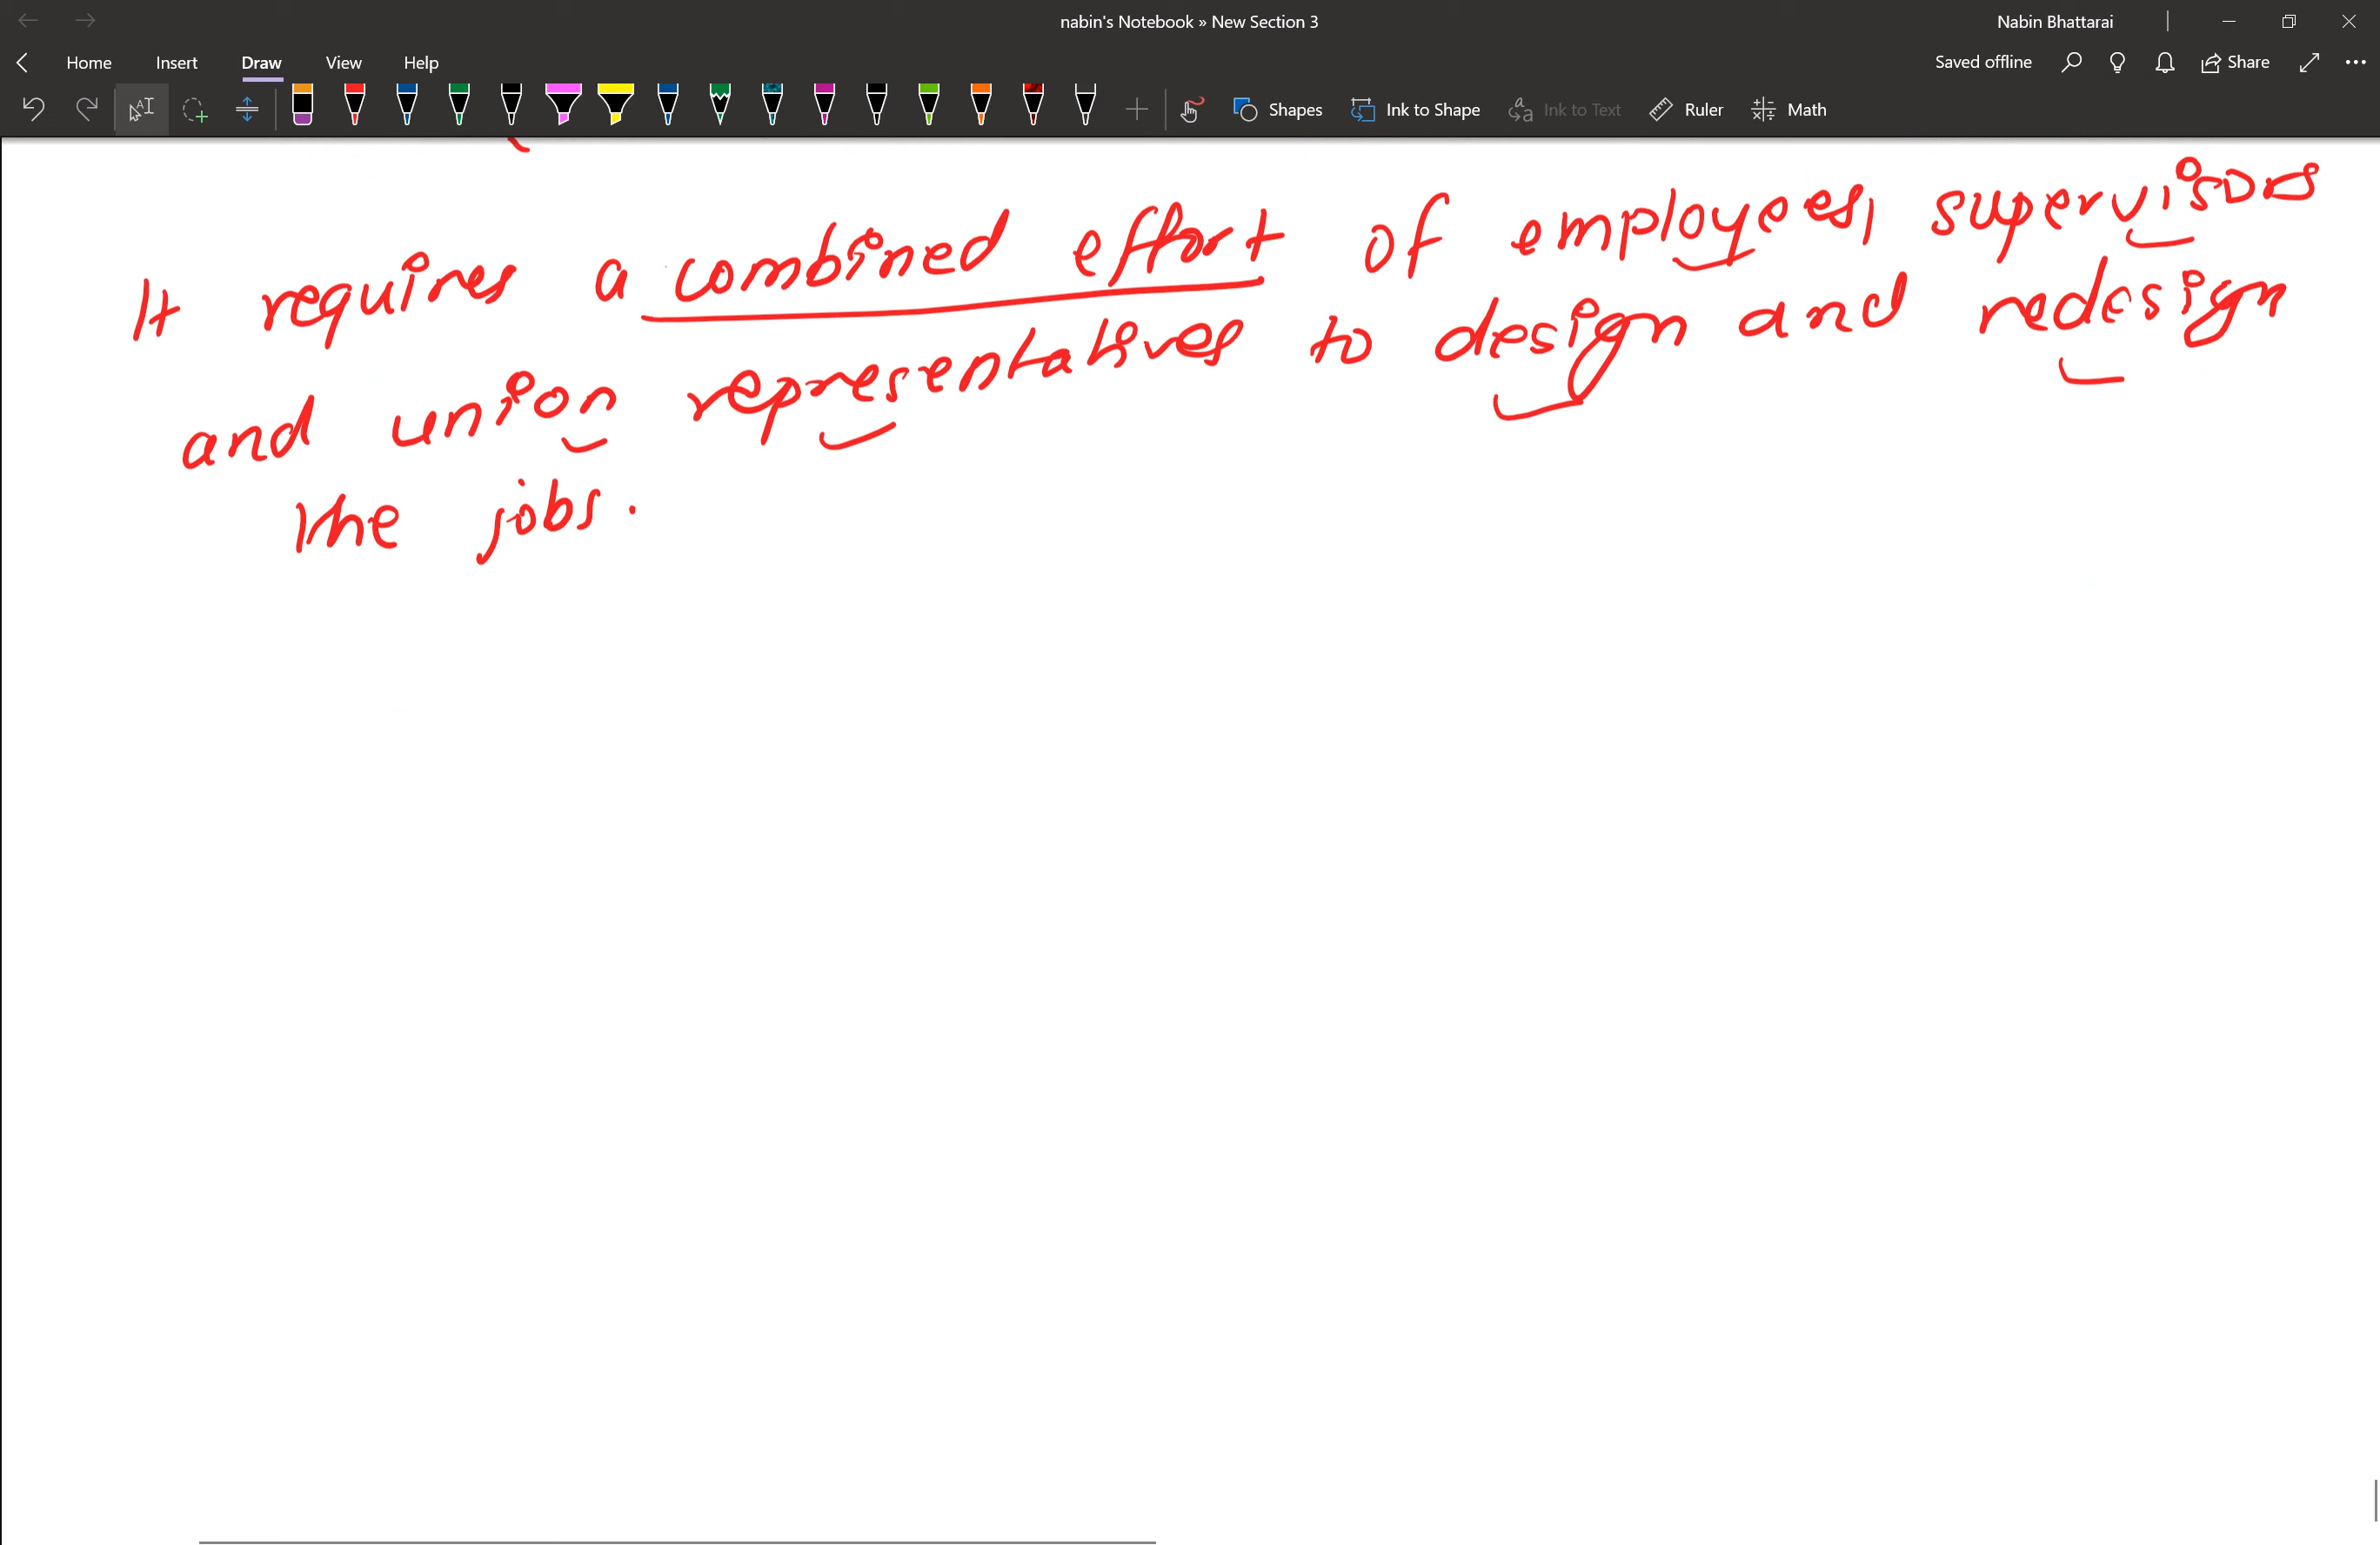 nabin's Notebook » New Section 3
Nabin Bhattarai
Home Insert Draw View Help
Saved offline
Share
Shapes Ink to Shape Ink to Text Ruler Math
It requires a combined effort of employees, supervisors
and union representatives to design and redesign
the jobs.